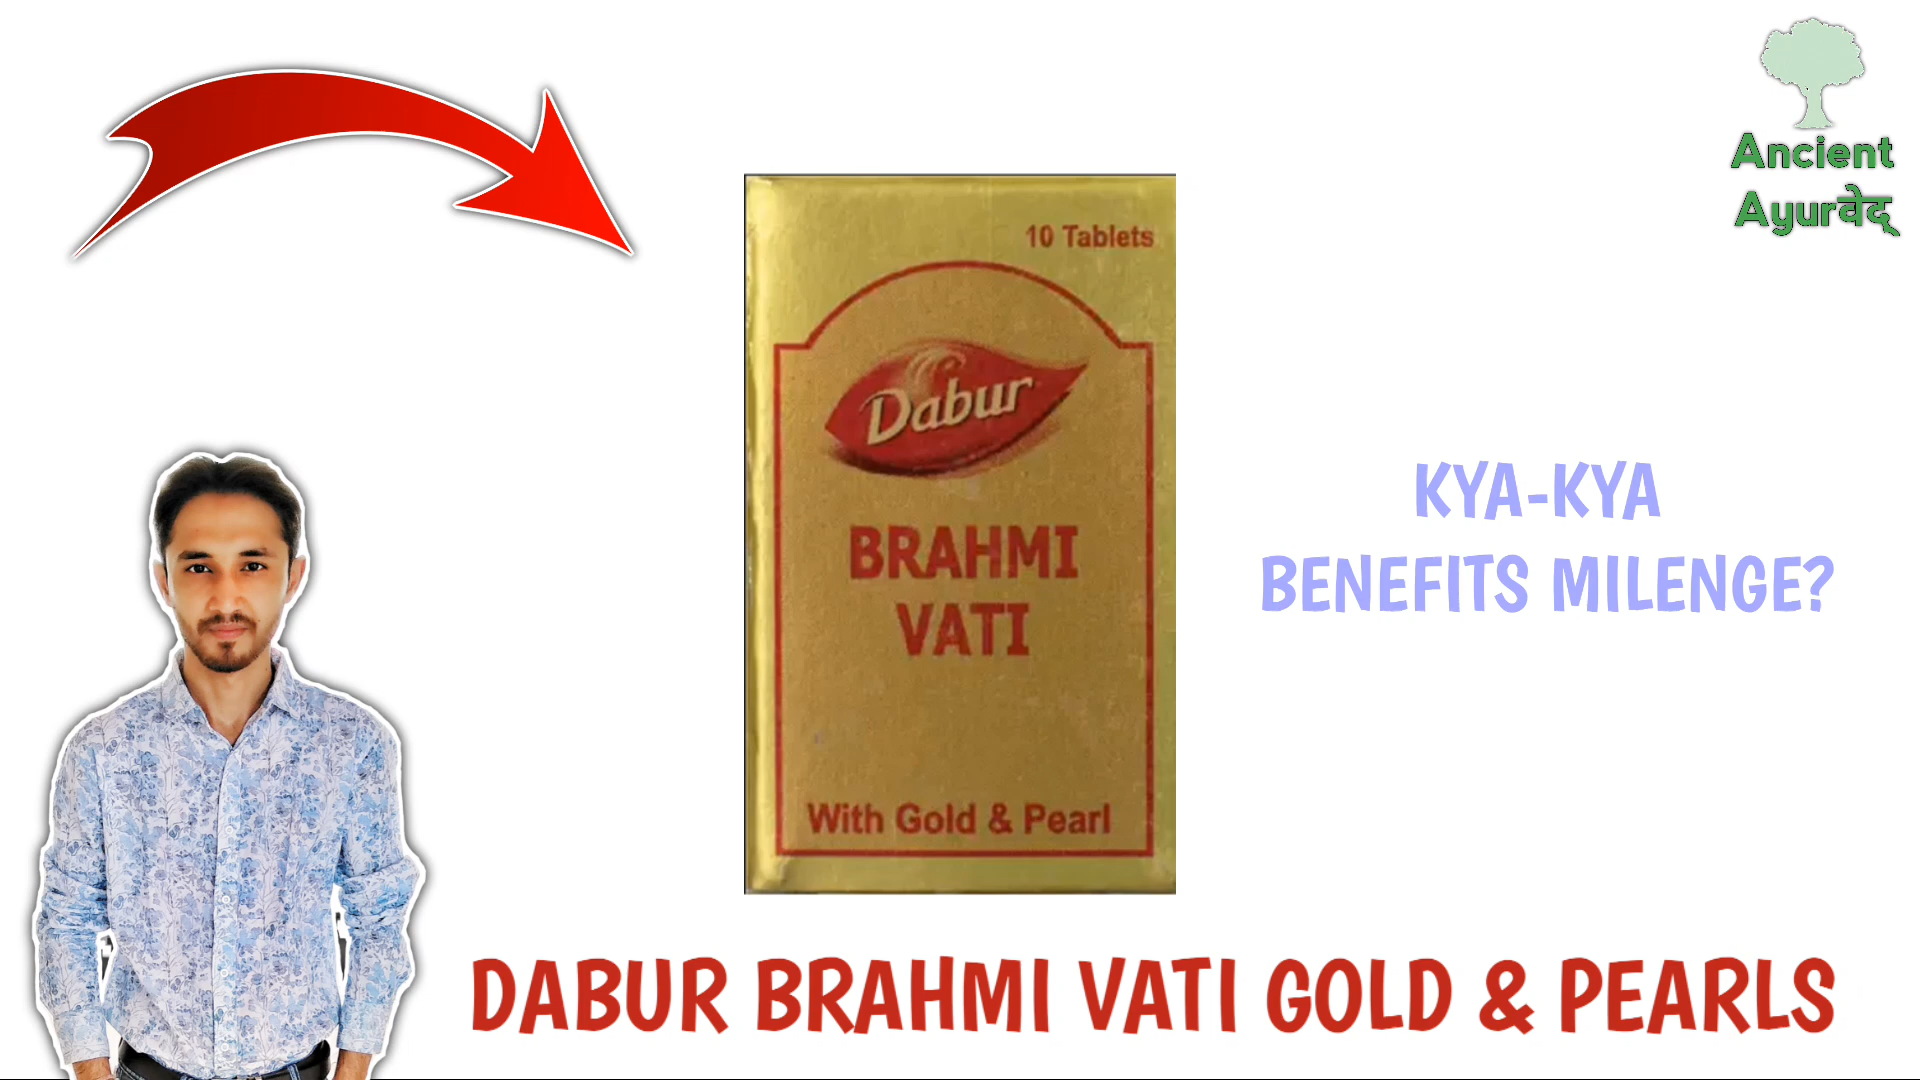 Ancient
Ayurवेद्
10 Tablets
Dabur
BRAHMI
VATI
With Gold & Pearl
KYA-KYA
BENEFITS MILENGE?
DABUR BRAHMI VATI GOLD & PEARLS